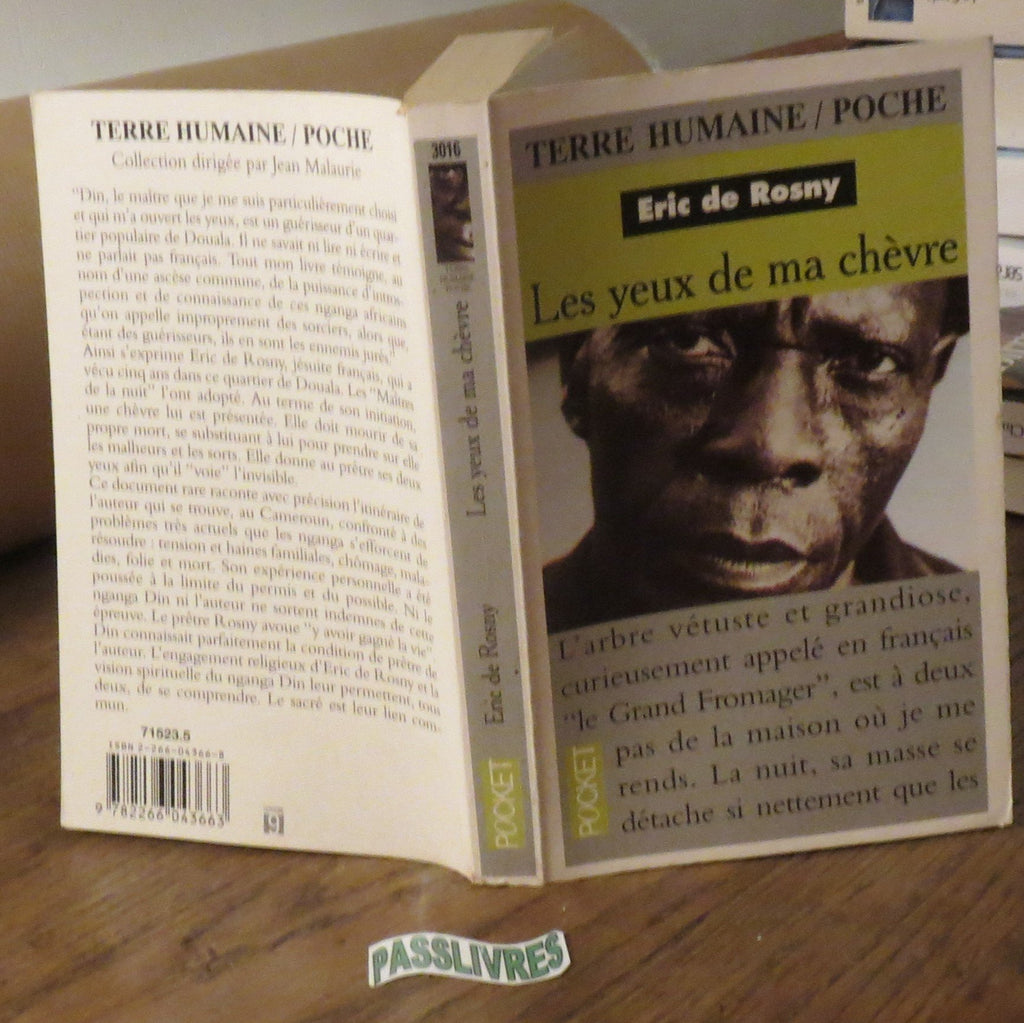 TERRE HUMAINE / POCHE
Collection dirigée par Jean Malaurie
"Din, le maître que je me suis particulièrement choisi
et qui m'a ouvert les yeux, est un guérisseur d'un quar-
tier populaire de Douala. Il ne savait ni lire ni écrire et
ne parlait pas français. Tout mon livre témoigne, au
nom d'une ascèse commune, de la puissance d'intros-
pection et de connaissance de ces nganga africains
qu'on appelle improprement des sorciers, alors que,
étant des guérisseurs, ils en sont les ennemis jurés."
Ainsi s'exprime Eric de Rosny, jésuite français, qui a
vécu cinq ans dans ce quartier de Douala. Les "Maîtres
de la nuit" l'ont adopté. Au terme de son initiation,
une chèvre lui est présentée. Elle doit mourir de sa
propre mort, se substituant à lui pour prendre sur elle
les malheurs et les sorts. Elle donne au prêtre ses deux
yeux afin qu'il "voie" l'invisible.
Ce document rare raconte avec précision l'itinéraire de
l'auteur qui se trouve, au Cameroun, confronté à des
problèmes très actuels que les nganga s'efforcent de
résoudre : tension et haines familiales, chômage, mala-
dies, folie et mort. Son expérience personnelle a été
poussée à la limite du permis et du possible. Ni le
nganga Din ni l'auteur ne sortent indemnes de cette
épreuve. Le prêtre Rosny avoue "y avoir gagné la vie".
Din connaissait parfaitement la condition de prêtre de
l'auteur. L'engagement religieux d'Eric de Rosny et la
vision spirituelle du nganga Din leur permettent, tous
deux, de se comprendre. Le sacré est leur lien com-
mun.
71523.5
ISBN 2-266-04366-8
9 782266 043663
9
3016
Les yeux de ma chèvre
Eric de Rosny
POCKET
TERRE HUMAINE / POCHE
Eric de Rosny
Les yeux de ma chèvre
L'arbre vétuste et grandiose,
curieusement appelé en français
"le Grand Fromager", est à deux
pas de la maison où je me
rends. La nuit, sa masse se
détache si nettement que les
POCKET
PASSLIVRES